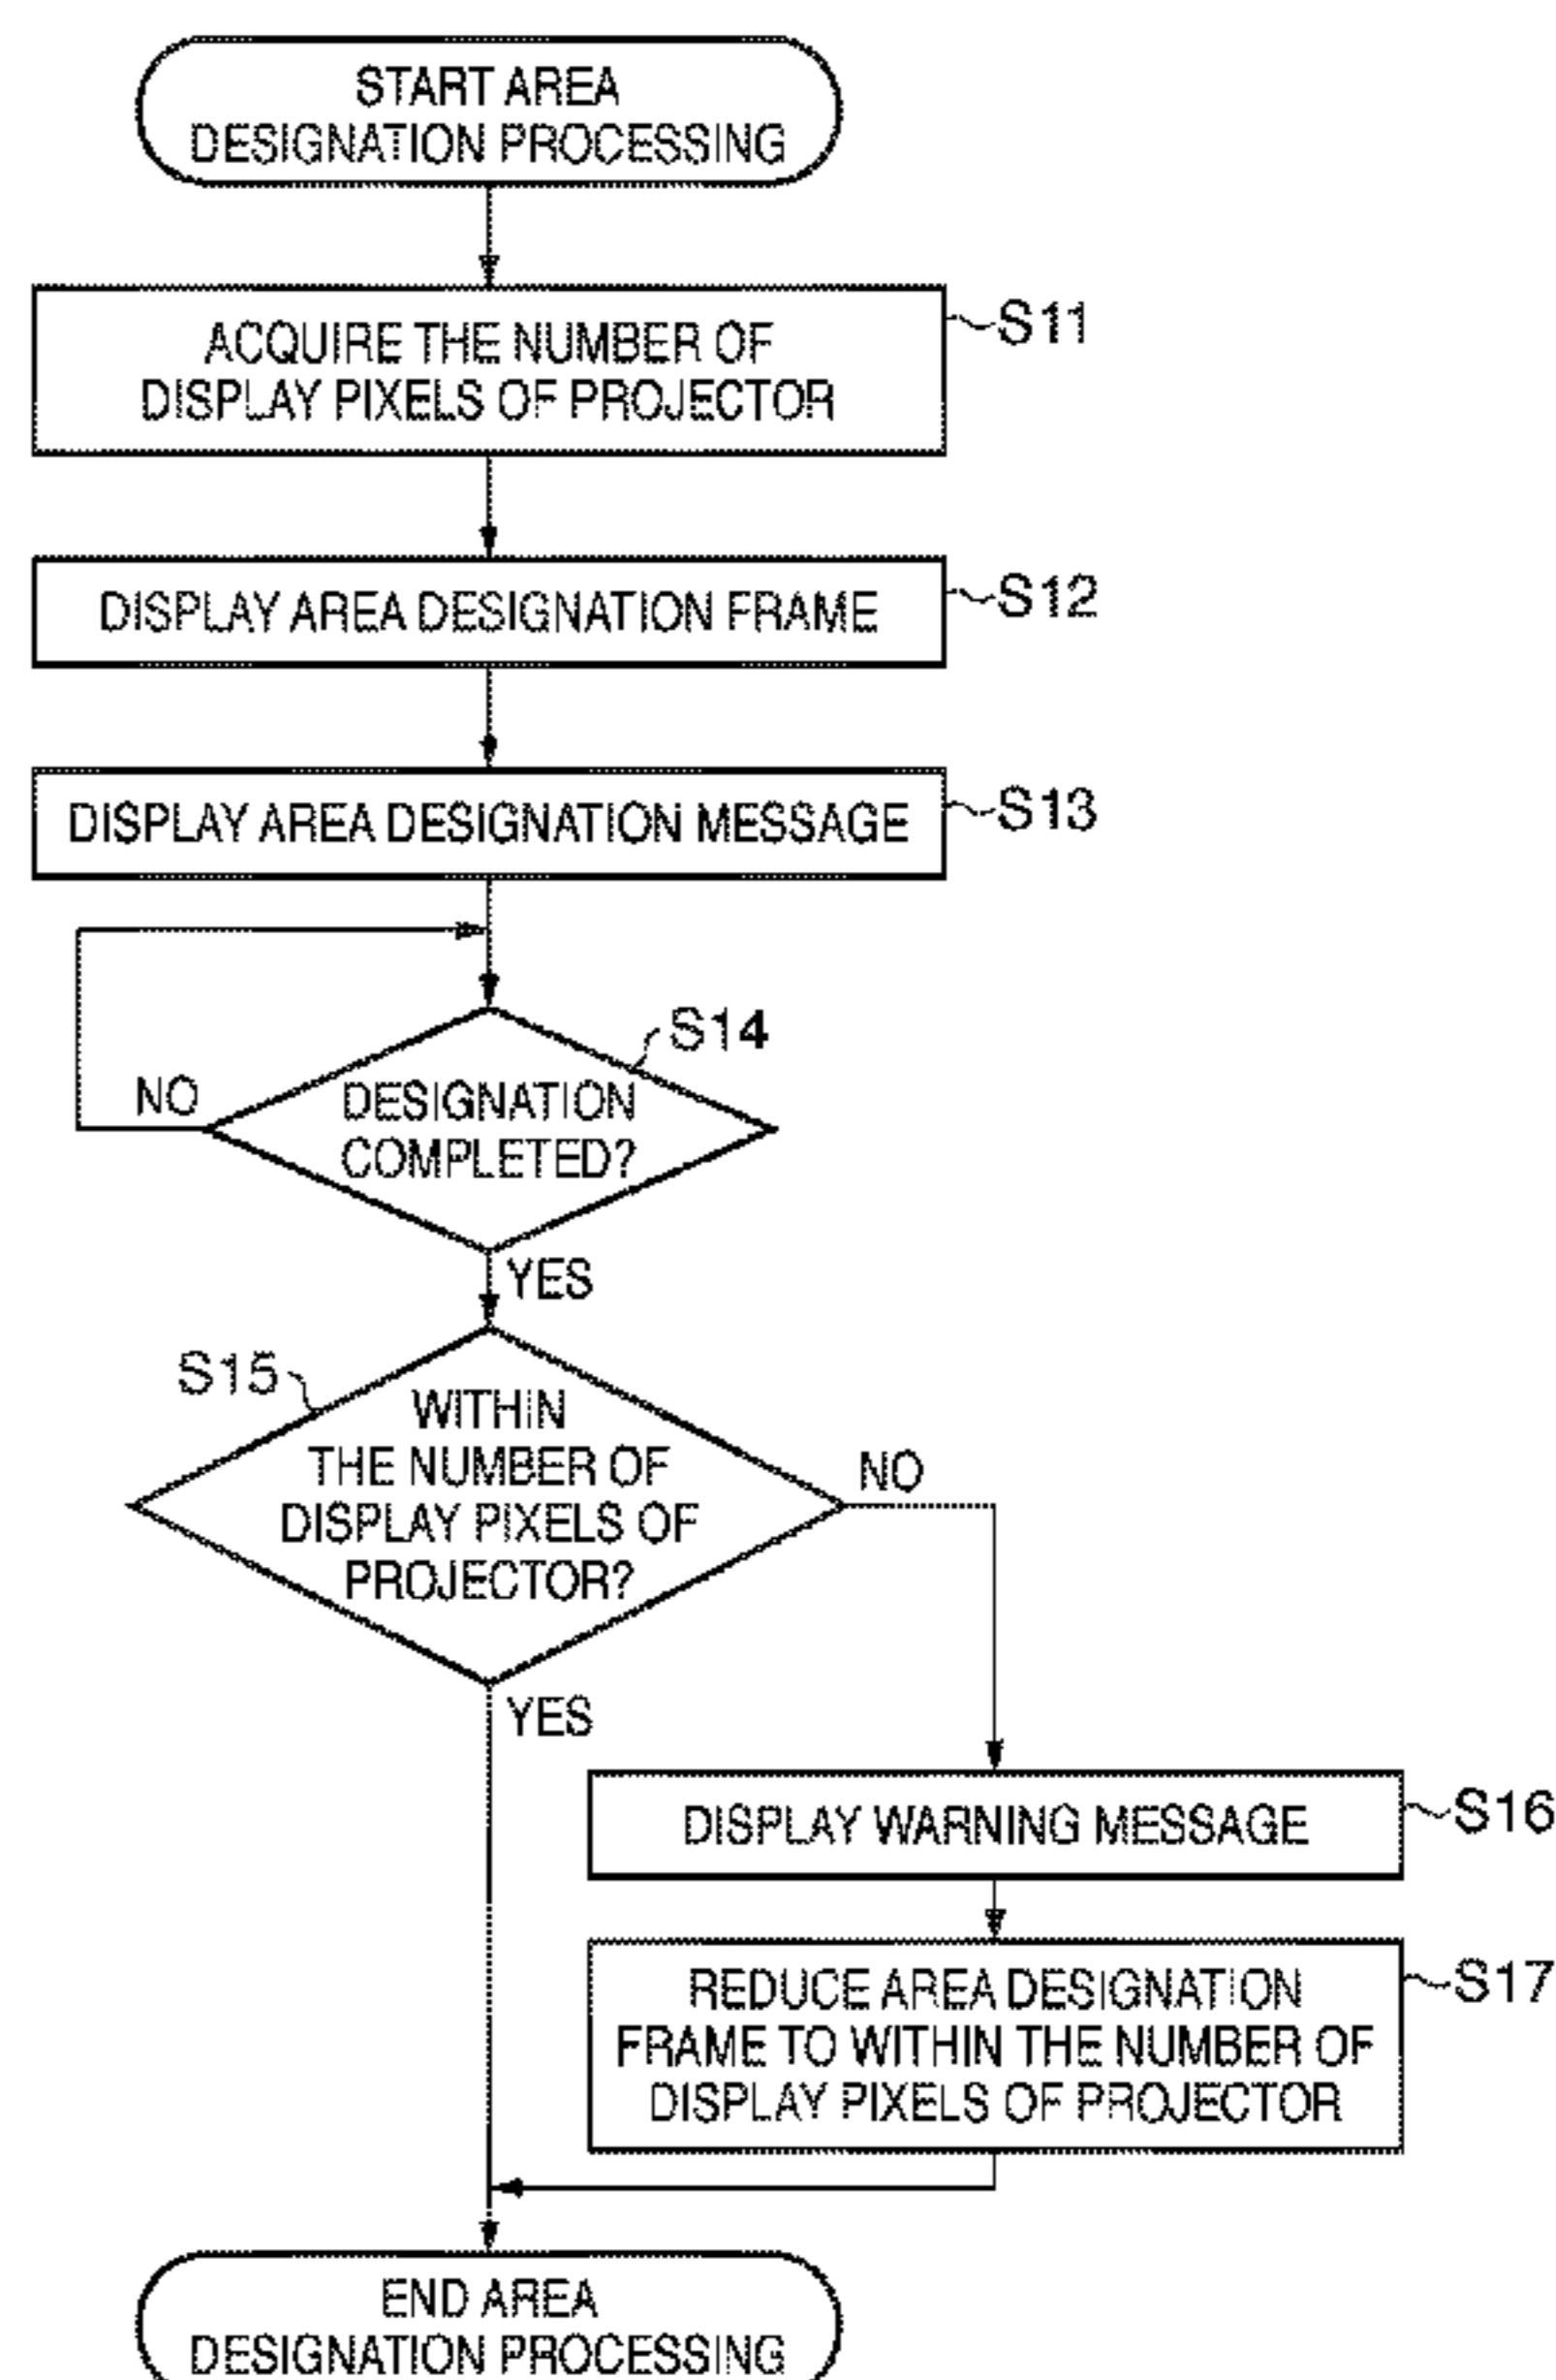 START AREA
DESIGNATION PROCESSING
ACQUIRE THE NUMBER OF
DISPLAY PIXELS OF PROJECTOR
S11
DISPLAY AREA DESIGNATION FRAME
S12
DISPLAY AREA DESIGNATION MESSAGE
S13
S14
NO
DESIGNATION
COMPLETED?
YES
S15
WITHIN
THE NUMBER OF
DISPLAY PIXELS OF
PROJECTOR?
NO
YES
DISPLAY WARNING MESSAGE
S16
REDUCE AREA DESIGNATION
FRAME TO WITHIN THE NUMBER OF
DISPLAY PIXELS OF PROJECTOR
S17
END AREA
DESIGNATION PROCESSING